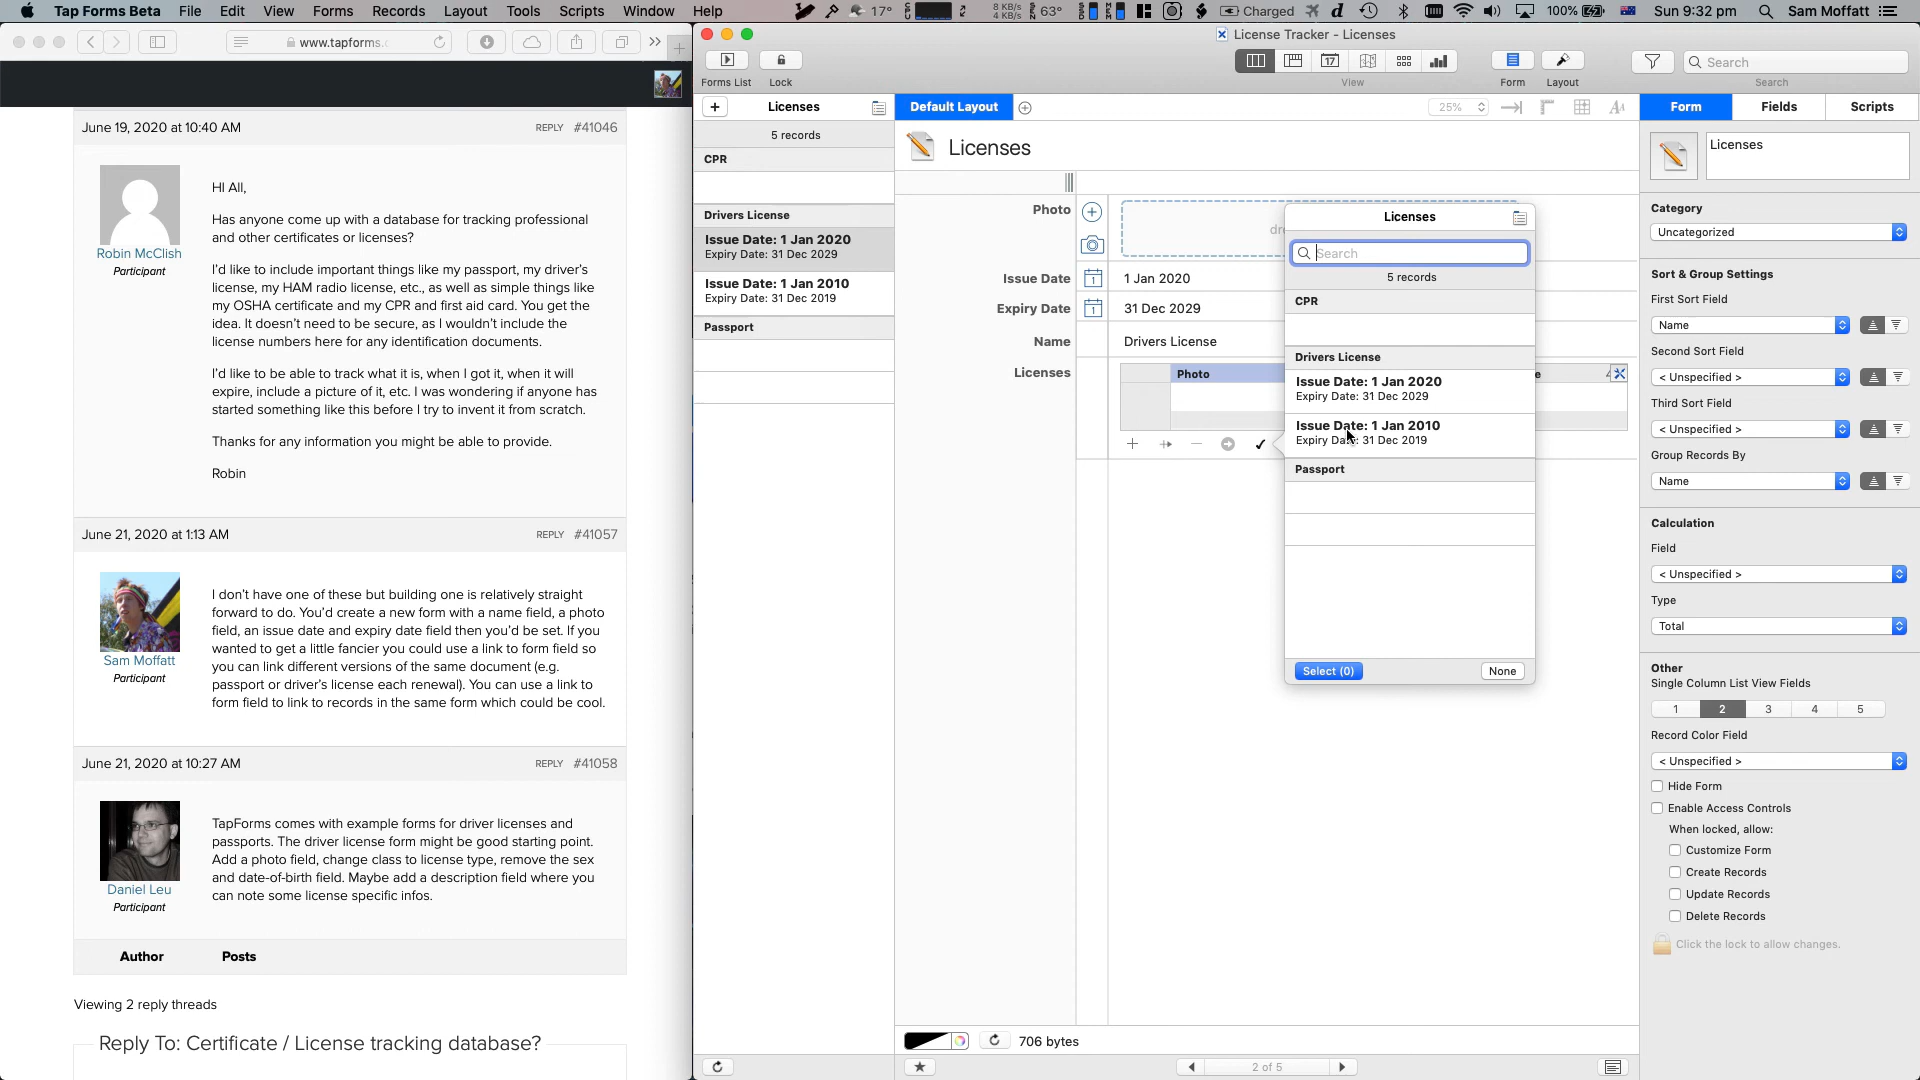 Tap Forms Beta File Edit View Forms Records Layout Tools Scripts Window Help 8 KB/s 4 KB/s 17° 63° Charged 100% Sun 9:32 pm Sam Moffatt
www.tapforms.
June 19, 2020 at 10:40 AM REPLY #41046
Robin McClish
Participant
HI All,
Has anyone come up with a database for tracking professional
and other certificates or licenses?
I'd like to include important things like my passport, my driver's
license, my HAM radio license, etc., as well as simple things like
my OSHA certificate and my CPR and first aid card. You get the
idea. It doesn't need to be secure, as I wouldn't include the
license numbers here for any identification documents.
I'd like to be able to track what it is, when I got it, when it will
expire, include a picture of it, etc. I was wondering if anyone has
started something like this before I try to invent it from scratch.
Thanks for any information you might be able to provide.
Robin
June 21, 2020 at 1:13 AM REPLY #41057
Sam Moffatt
Participant
I don't have one of these but building one is relatively straight
forward to do. You'd create a new form with a name field, a photo
field, an issue date and expiry date field then you'd be set. If you
wanted to get a little fancier you could use a link to form field so
you can link different versions of the same document (e.g.
passport or driver's license each renewal). You can use a link to
form field to link to records in the same form which could be cool.
June 21, 2020 at 10:27 AM REPLY #41058
Daniel Leu
Participant
TapForms comes with example forms for driver licenses and
passports. The driver license form might be good starting point.
Add a photo field, change class to license type, remove the sex
and date-of-birth field. Maybe add a description field where you
can note some license specific infos.
Author Posts
Viewing 2 reply threads
Reply To: Certificate / License tracking database?
License Tracker - Licenses
Forms List Lock
17
View
Form Layout
Search
Search
Licenses
5 records
CPR
Drivers License
Issue Date: 1 Jan 2020
Expiry Date: 31 Dec 2029
Issue Date: 1 Jan 2010
Expiry Date: 31 Dec 2019
Passport
Default Layout
25%
Licenses
Photo
Issue Date 1 Jan 2020
Expiry Date 31 Dec 2029
Name Drivers License
Licenses
Photo
706 bytes
2 of 5
Licenses
Search
5 records
CPR
Drivers License
Issue Date: 1 Jan 2020
Expiry Date: 31 Dec 2029
Issue Date: 1 Jan 2010
Expiry Date: 31 Dec 2019
Passport
Select (0) None
Form Fields Scripts
Licenses
Category
Uncategorized
Sort & Group Settings
First Sort Field
Name
Second Sort Field
< Unspecified >
Third Sort Field
< Unspecified >
Group Records By
Name
Calculation
Field
< Unspecified >
Type
Total
Other
Single Column List View Fields
1 2 3 4 5
Record Color Field
< Unspecified >
Hide Form
Enable Access Controls
When locked, allow:
Customize Form
Create Records
Update Records
Delete Records
Click the lock to allow changes.